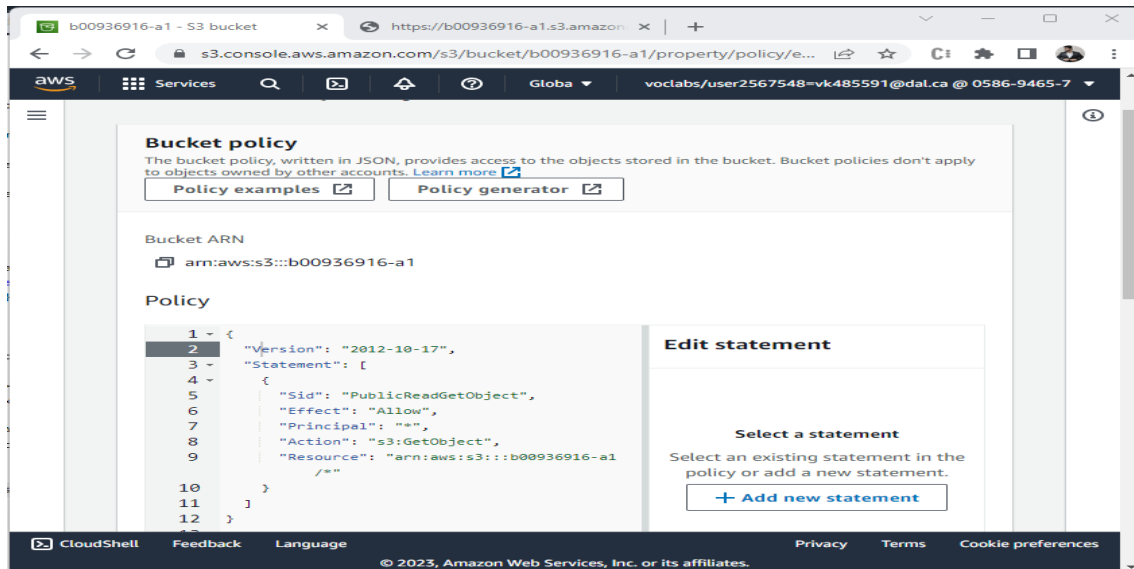 b00936916-a1 - S3 bucket
https://b00936916-a1.s3.amazon
s3.console.aws.amazon.com/s3/bucket/b00936916-a1/property/policy/e...
aws Services Globa voclabs/user2567548=vk485591@dal.ca @ 0586-9465-7
Bucket policy
The bucket policy, written in JSON, provides access to the objects stored in the bucket. Bucket policies don't apply
to objects owned by other accounts. Learn more
Policy examples Policy generator
Bucket ARN
arn:aws:s3:::b00936916-a1
Policy
1 {
2 "Version": "2012-10-17",
3 "Statement": [
4 {
5 "Sid": "PublicReadGetObject",
6 "Effect": "Allow",
7 "Principal": "*",
8 "Action": "s3:GetObject",
9 "Resource": "arn:aws:s3:::b00936916-a1
/*"
10 }
11 ]
12 }
Edit statement
Select a statement
Select an existing statement in the
policy or add a new statement.
+ Add new statement
CloudShell Feedback Language Privacy Terms Cookie preferences
© 2023, Amazon Web Services, Inc. or its affiliates.